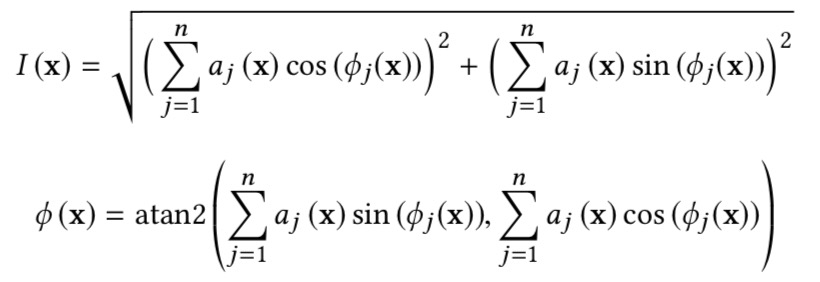 I(x) = √((∑_{j=1}^{n} a_j(x) cos(ϕ_j(x)))² + (∑_{j=1}^{n} a_j(x) sin(ϕ_j(x)))²)
ϕ(x) = atan2(∑_{j=1}^{n} a_j(x) sin(ϕ_j(x)), ∑_{j=1}^{n} a_j(x) cos(ϕ_j(x)))